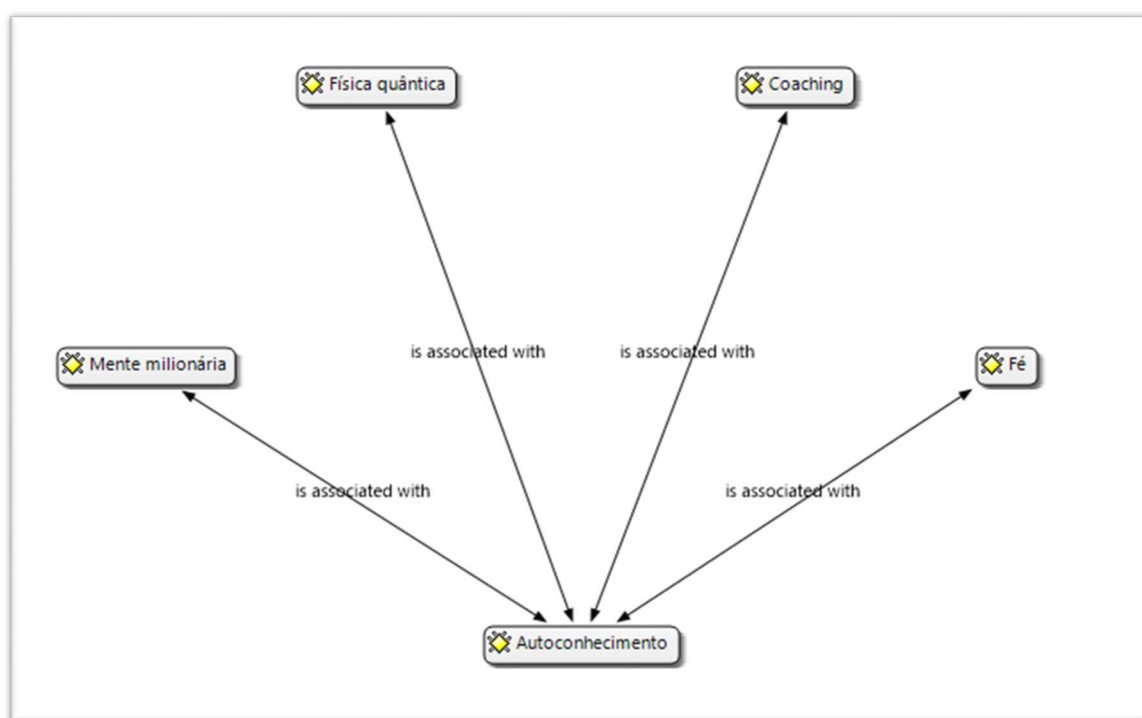 Física quântica
Coaching
is associated with
is associated with
Mente milionária
Fé
is associated with
is associated with
Autoconhecimento